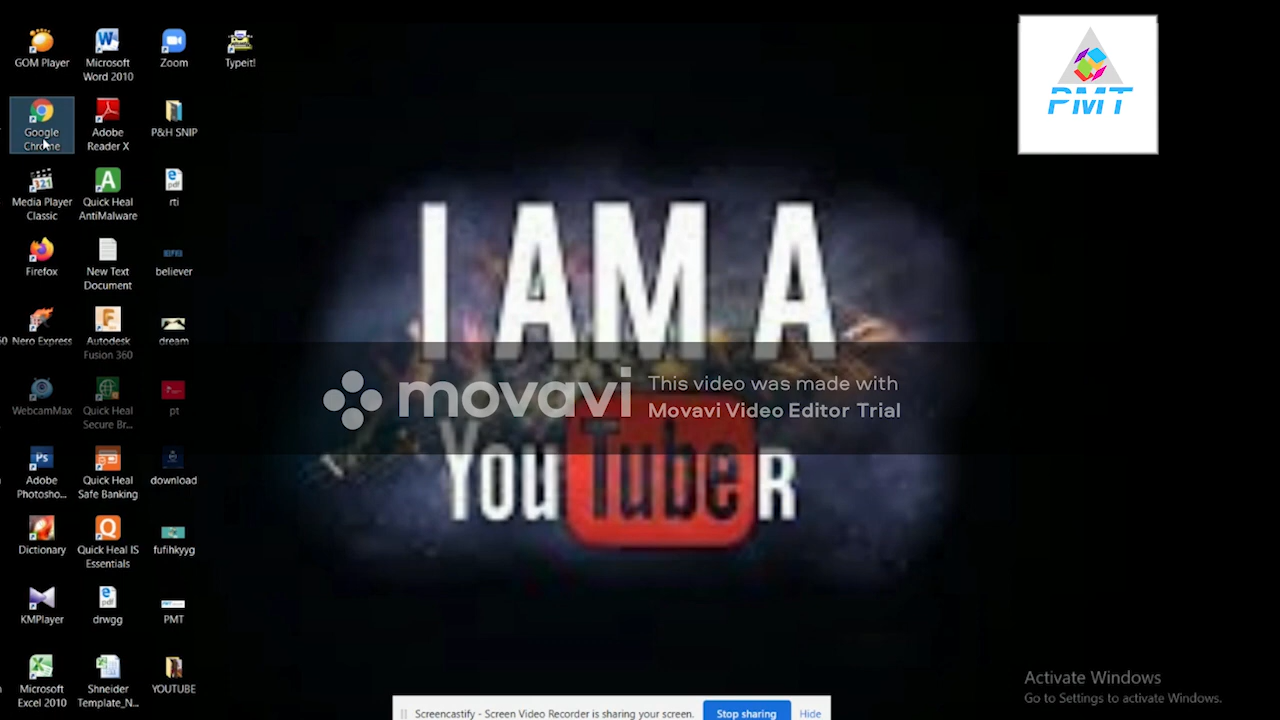 GOM Player
Microsoft
Word 2010
Zoom
Typeit!
Google
Chrome
Adobe
Reader X
P&H SNIP
Media Player
Classic
Quick Heal
AntiMalware
rti
Firefox
New Text
Document
believer
Nero Express
Autodesk
Fusion 360
dream
WebcamMax
Quick Heal
Secure Br...
pt
Adobe
Photosho...
Quick Heal
Safe Banking
download
Dictionary
Quick Heal IS
Essentials
fufihkyyg
KMPlayer
drwgg
PMT
Microsoft
Excel 2010
Shneider
Template_N...
YOUTUBE
PMT
I AM A
YouTubeR
movavi
This video was made with
Movavi Video Editor Trial
Activate Windows
Go to Settings to activate Windows.
Screencastify - Screen Video Recorder is sharing your screen.
Stop sharing
Hide